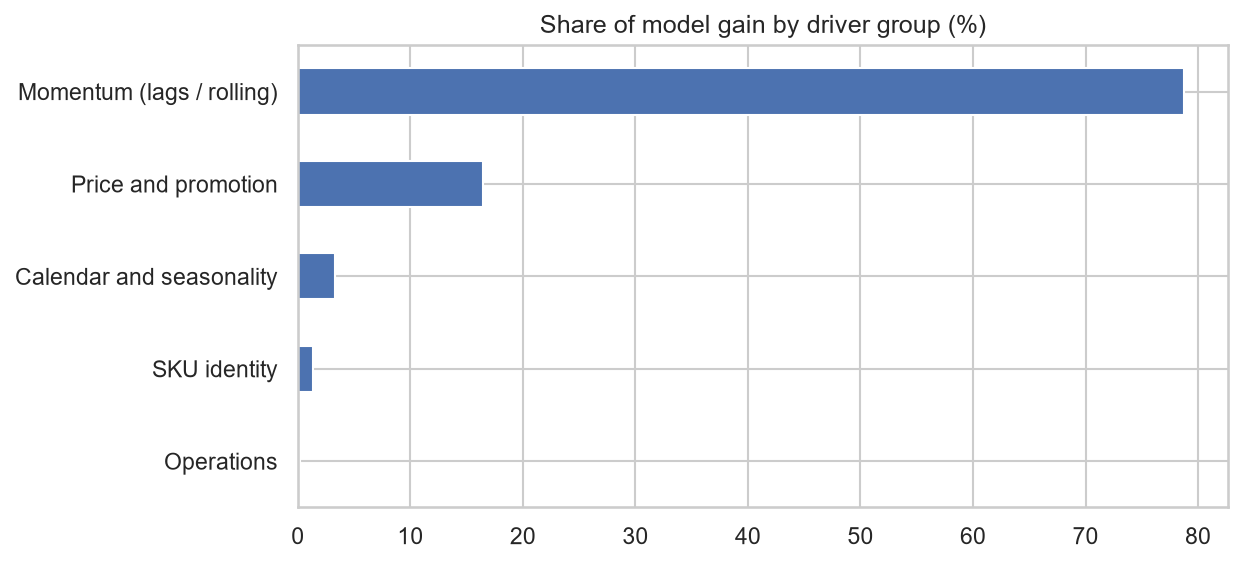 Share of model gain by driver group (%)
Momentum (lags / rolling)
Price and promotion
Calendar and seasonality
SKU identity
Operations
0 10 20 30 40 50 60 70 80